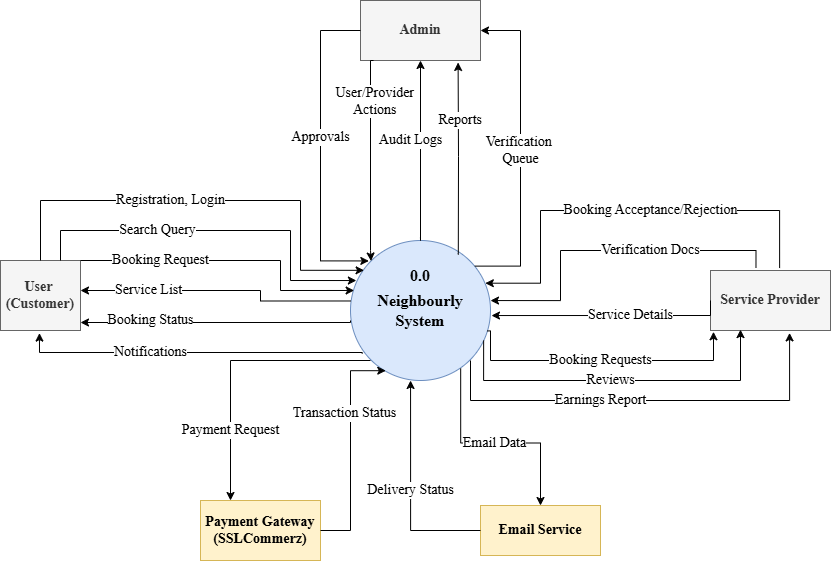 Admin
User/Provider
Actions
Reports
Approvals
Audit Logs
Verification
Queue
Registration, Login
Search Query
Booking Request
Service List
Booking Status
Notifications
User
(Customer)
0.0
Neighbourly
System
Booking Acceptance/Rejection
Verification Docs
Service Details
Booking Requests
Reviews
Earnings Report
Service Provider
Payment Request
Transaction Status
Email Data
Delivery Status
Payment Gateway
(SSLCommerz)
Email Service